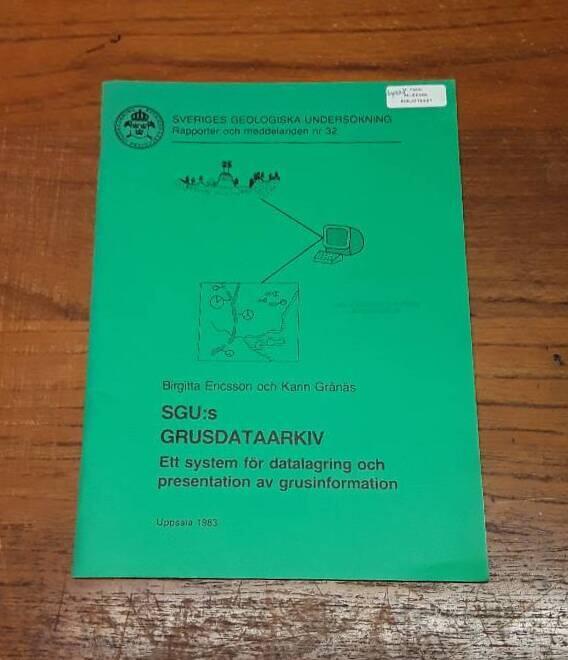 SVERIGES GEOLOGISKA UNDERSÖKNING
Rapporter och meddelanden nr 32
Birgitta Ericsson och Karin Grånäs
SGU:s
GRUSDATAARKIV
Ett system för datalagring och
presentation av grusinformation
Uppsala 1983